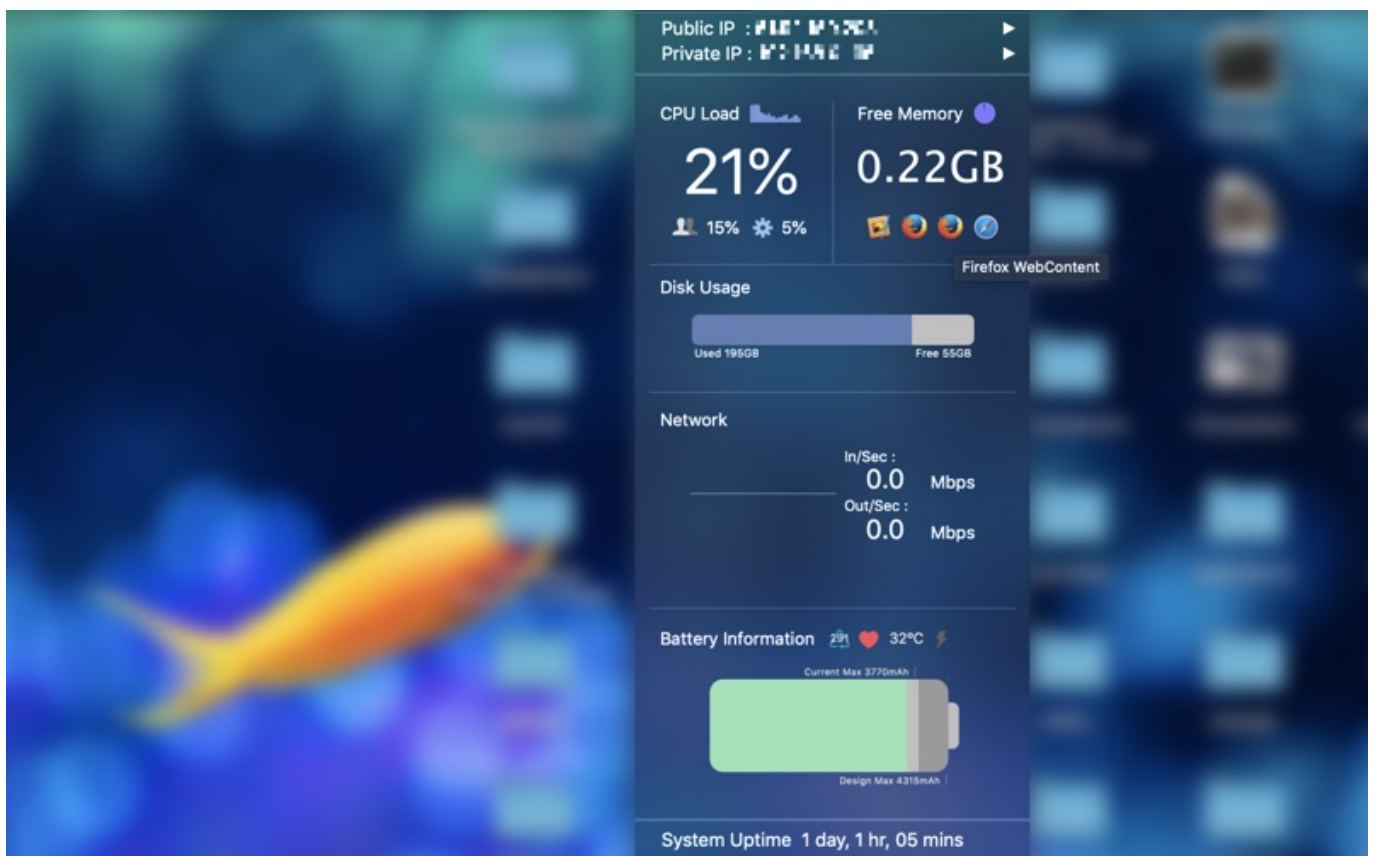 Public IP :
Private IP :
CPU Load
Free Memory
21%
0.22GB
15% 5%
Firefox WebContent
Disk Usage
Used 195GB
Free 55GB
Network
In/Sec :
0.0 Mbps
Out/Sec :
0.0 Mbps
Battery Information 291 32°C
Current Max 3770mAh
Design Max 4315mAh
System Uptime 1 day, 1 hr, 05 mins